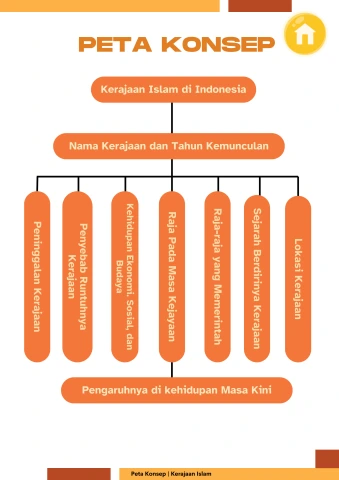 PETA KONSEP
Kerajaan Islam di Indonesia
Nama Kerajaan dan Tahun Kemunculan
Peninggalan Kerajaan
Penyebab Runtuhnya
Kerajaan
Kehidupan Ekonomi, Sosial, dan
Budaya
Raja Pada Masa Kejayaan
Raja-raja yang Memerintah
Sejarah Berdirinya Kerajaan
Lokasi Kerajaan
Pengaruhnya di kehidupan Masa Kini
Peta Konsep | Kerajaan Islam